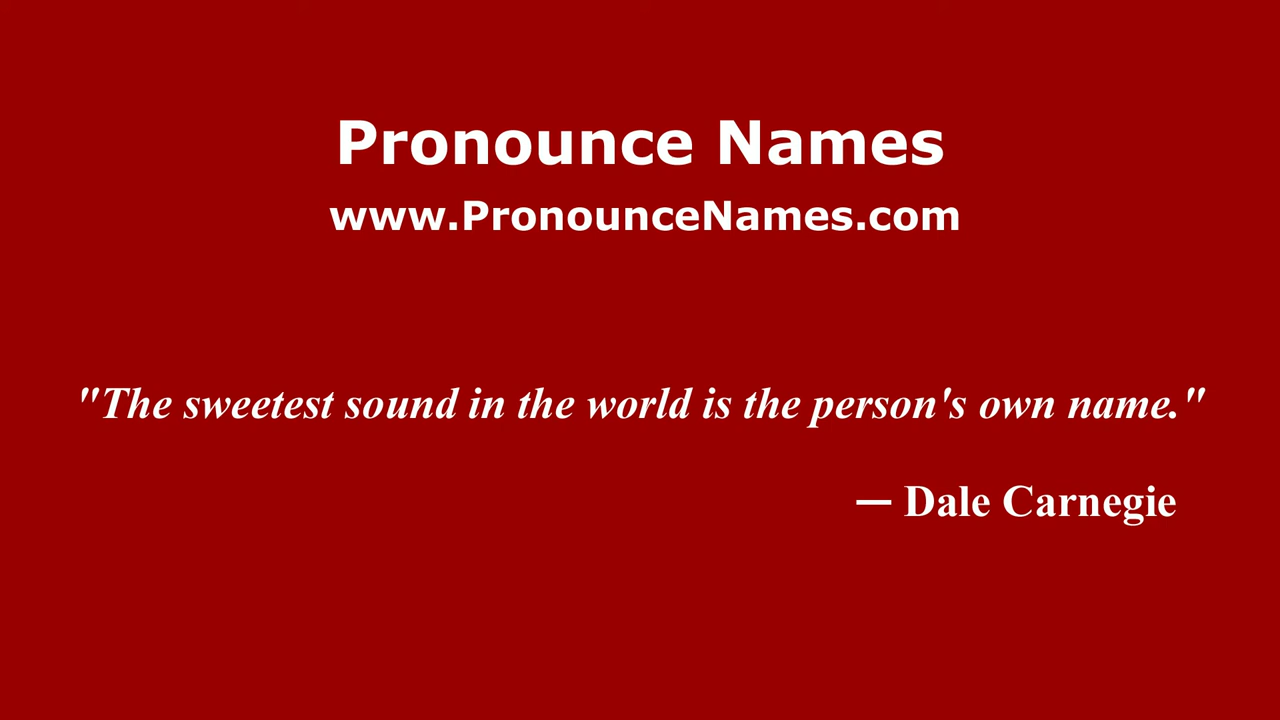 Pronounce Names
www.PronounceNames.com
"The sweetest sound in the world is the person's own name."
— Dale Carnegie